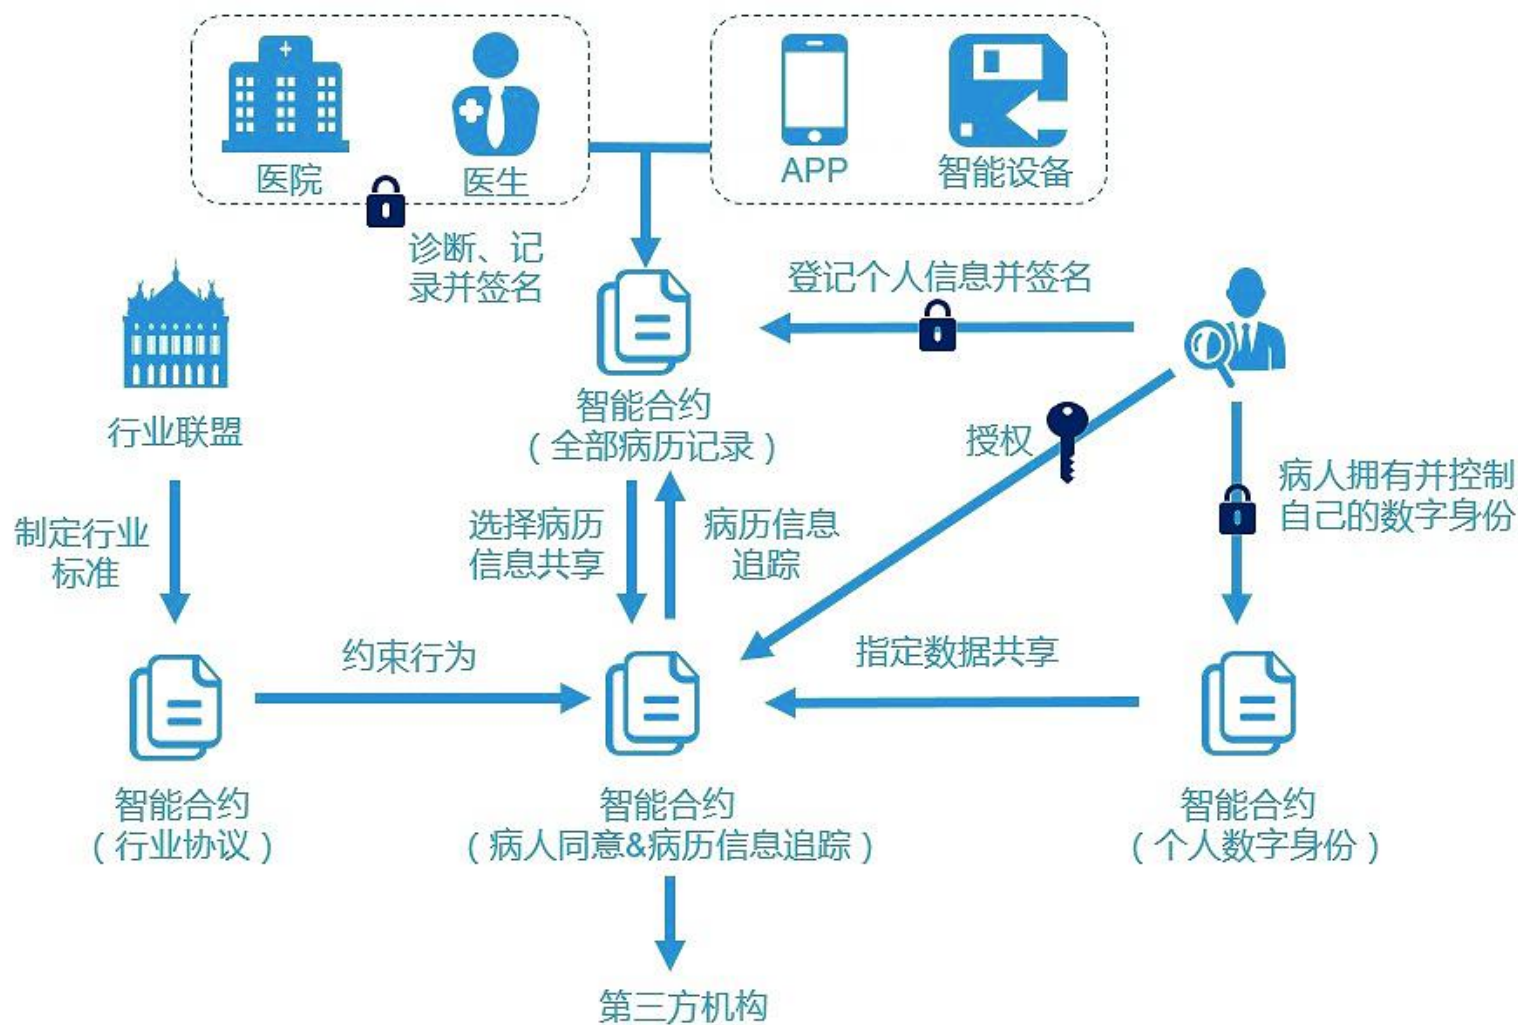 医院
医生
APP
智能设备
诊断、记
录并签名
登记个人信息并签名
行业联盟
智能合约
（全部病历记录）
授权
病人拥有并控制
自己的数字身份
制定行业
标准
选择病历
信息共享
病历信息
追踪
约束行为
指定数据共享
智能合约
（行业协议）
智能合约
（病人同意&病历信息追踪）
智能合约
（个人数字身份）
第三方机构